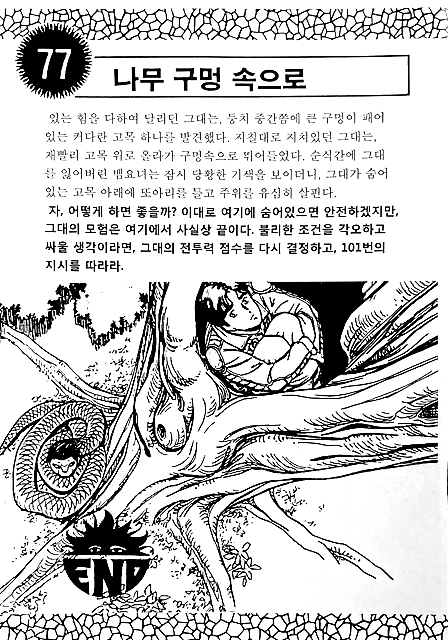 77
나무 구멍 속으로
있는 힘을 다하여 달리던 그대는, 둥치 중간쯤에 큰 구멍이 패어
있는 커다란 고목 하나를 발견했다. 지칠대로 지쳐있던 그대는,
재빨리 고목 위로 올라가 구멍속으로 뛰어들었다. 순식간에 그대
를 잃어버린 뱀요녀는 잠시 당황한 기색을 보이더니, 그대가 숨어
있는 고목 아래에 또아리를 틀고 주위를 유심히 살핀다.
자, 어떻게 하면 좋을까? 이대로 여기에 숨어있으면 안전하겠지만,
그대의 모험은 여기에서 사실상 끝이다. 불리한 조건을 각오하고
싸울 생각이라면, 그대의 전투력 점수를 다시 결정하고, 101번의
지시를 따라라.
END